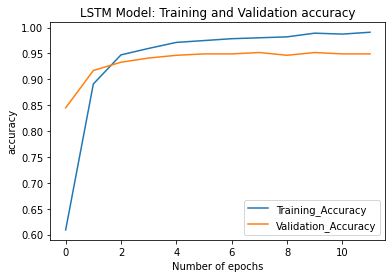 LSTM Model: Training and Validation accuracy
1.00
0.95
0.90
0.85
0.80
0.75
0.70
0.65
0.60
accuracy
Training_Accuracy
Validation_Accuracy
0 2 4 6 8 10
Number of epochs